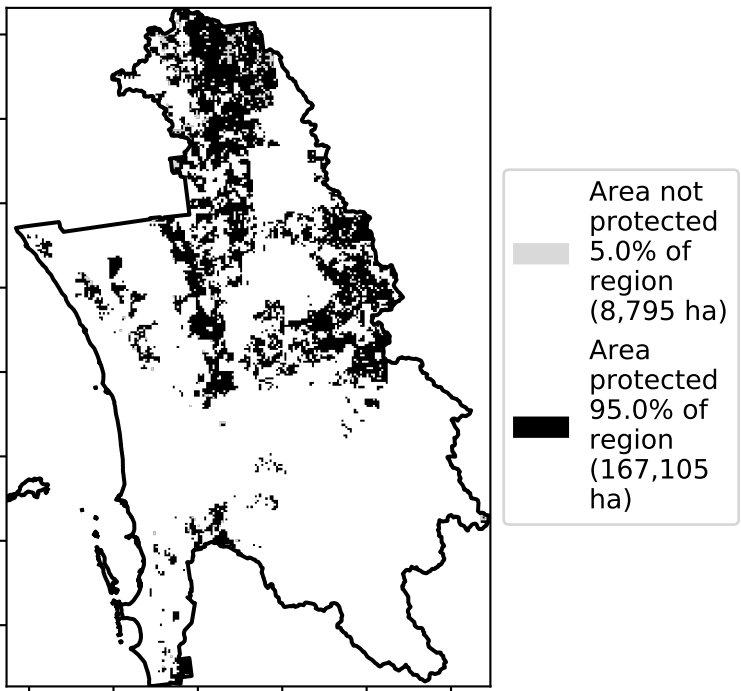 Area not
protected
5.0% of
region
(8,795 ha)
Area
protected
95.0% of
region
(167,105
ha)